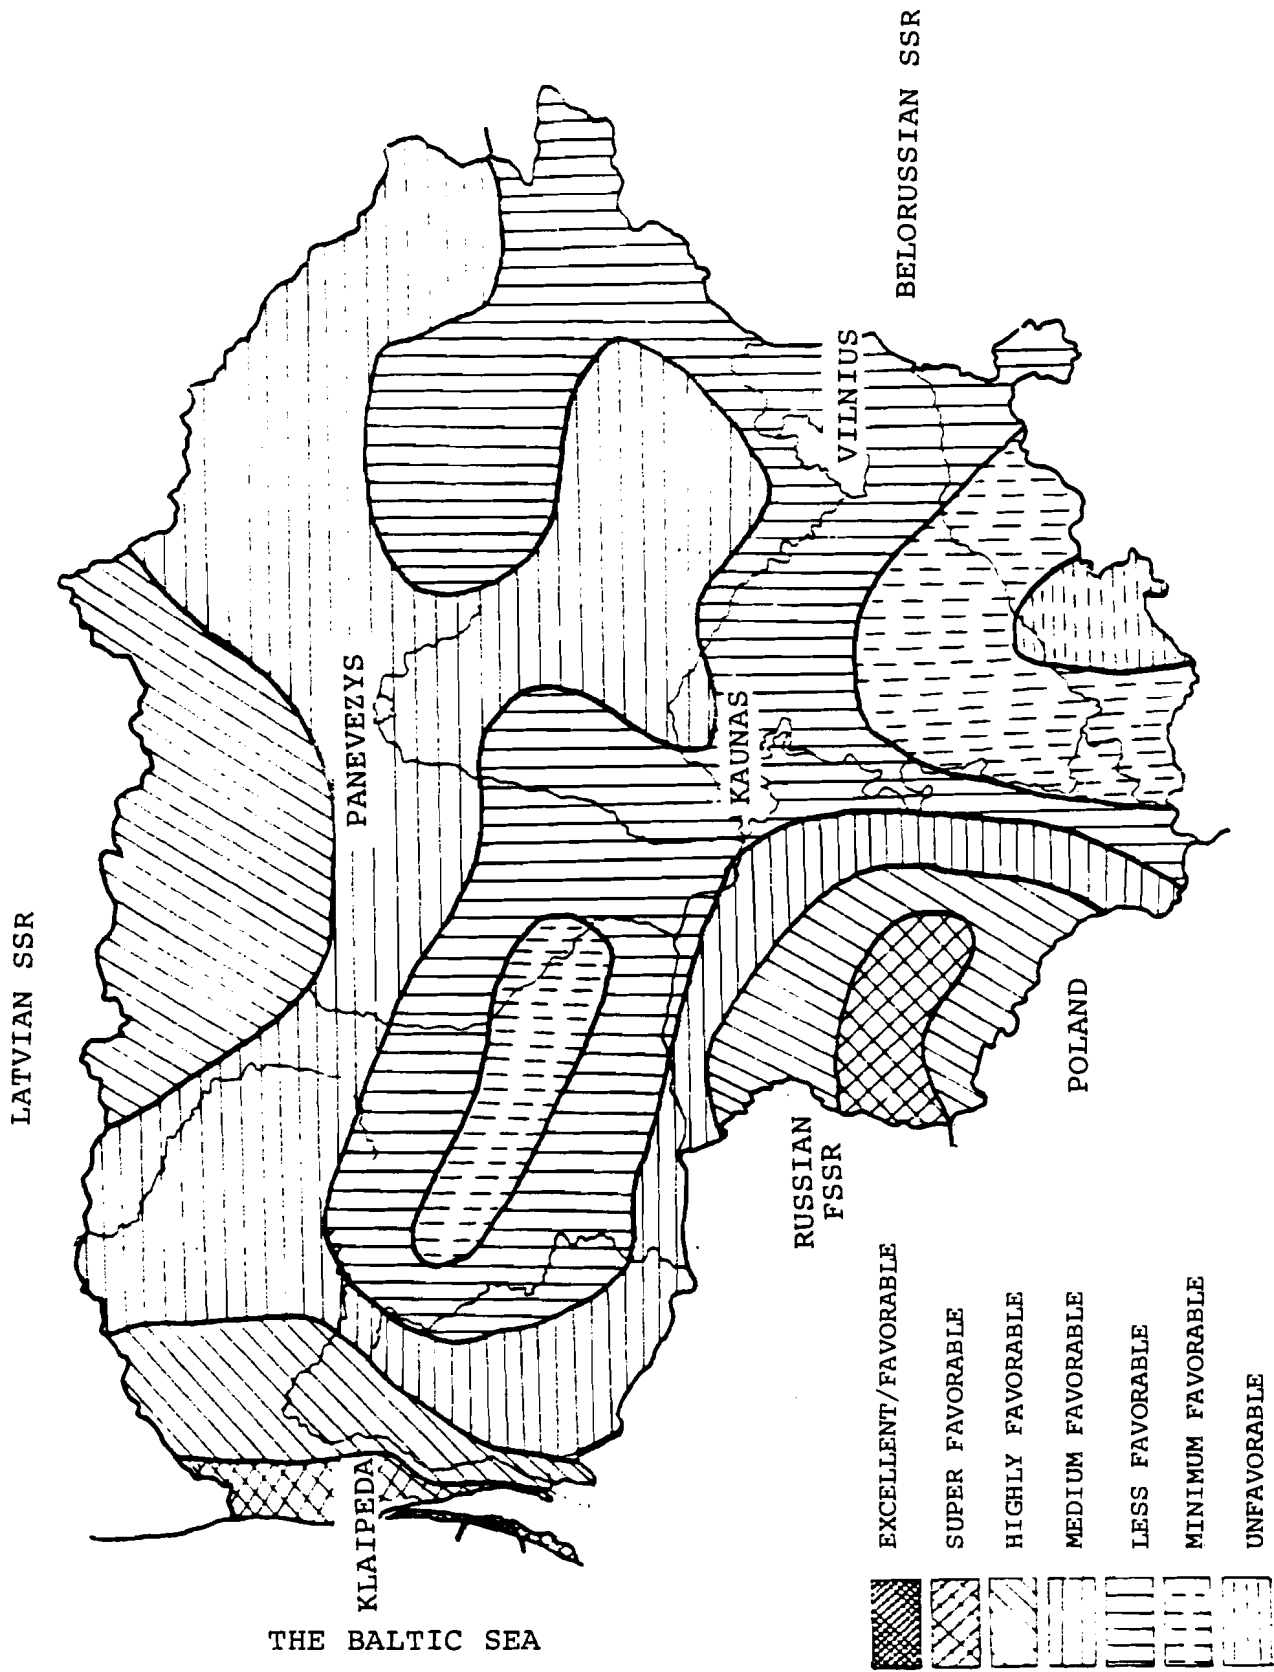 LATVIAN SSR
THE BALTIC SEA
KLAIPEDA
PANEVEZYS
KAUNAS
VILNIUS
BELORUSSIAN SSR
RUSSIAN
FSSR
POLAND
EXCELLENT/FAVORABLE
SUPER FAVORABLE
HIGHLY FAVORABLE
MEDIUM FAVORABLE
LESS FAVORABLE
MINIMUM FAVORABLE
UNFAVORABLE